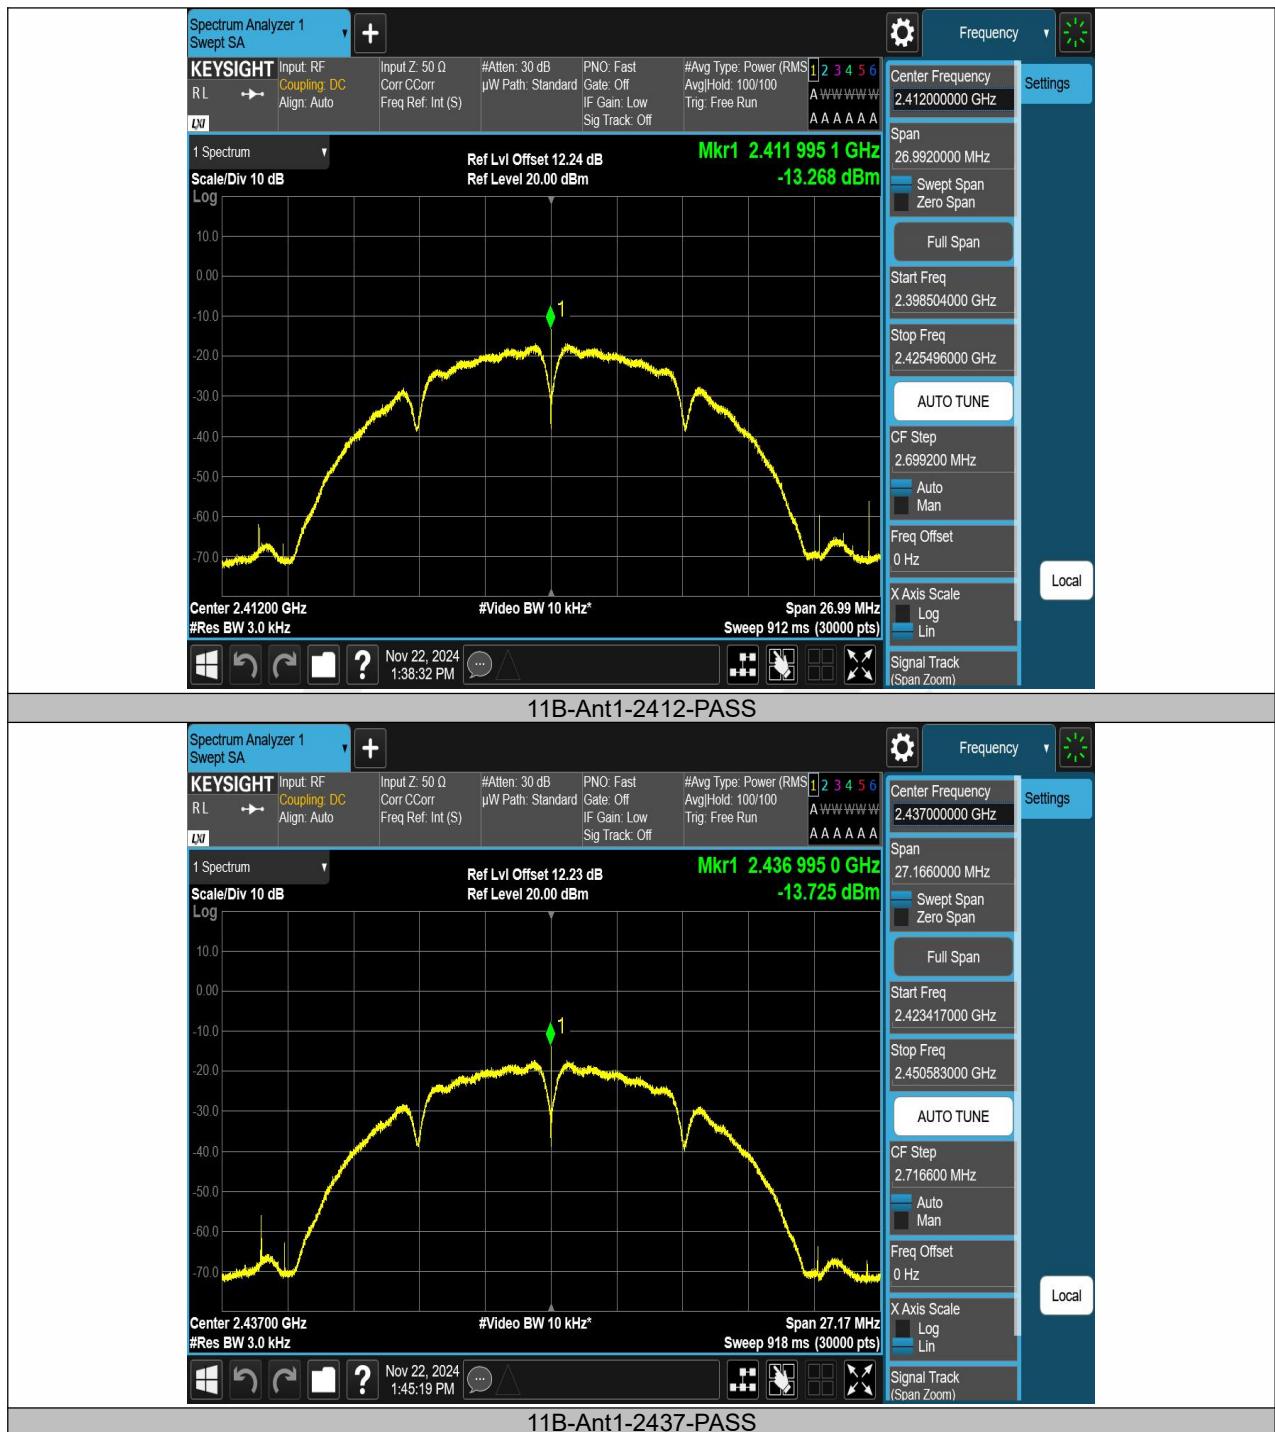 Spectrum Analyzer 1
Swept SA
+
Frequency
KEYSIGHT
RL
LXI
Input: RF
Coupling: DC
Align: Auto
Input Z: 50 Ω
Corr CCorr
Freq Ref: Int (S)
#Atten: 30 dB
µW Path: Standard
PNO: Fast
Gate: Off
IF Gain: Low
Sig Track: Off
#Avg Type: Power (RMS
Avg|Hold: 100/100
Trig: Free Run
1 2 3 4 5 6
A W W W W W
A A A A A A
Center Frequency
2.412000000 GHz
Settings
1 Spectrum
Scale/Div 10 dB
Log
Ref Lvl Offset 12.24 dB
Ref Level 20.00 dBm
Mkr1 2.411 995 1 GHz
-13.268 dBm
Span
26.9920000 MHz
Swept Span
Zero Span
Full Span
Start Freq
2.398504000 GHz
Stop Freq
2.425496000 GHz
AUTO TUNE
CF Step
2.699200 MHz
Auto
Man
Freq Offset
0 Hz
X Axis Scale
Log
Lin
Signal Track
(Span Zoom)
Local
10.0
0.00
-10.0
-20.0
-30.0
-40.0
-50.0
-60.0
-70.0
1
Center 2.41200 GHz
#Res BW 3.0 kHz
#Video BW 10 kHz*
Span 26.99 MHz
Sweep 912 ms (30000 pts)
?
Nov 22, 2024
1:38:32 PM
11B-Ant1-2412-PASS
Spectrum Analyzer 1
Swept SA
+
Frequency
KEYSIGHT
RL
LXI
Input: RF
Coupling: DC
Align: Auto
Input Z: 50 Ω
Corr CCorr
Freq Ref: Int (S)
#Atten: 30 dB
µW Path: Standard
PNO: Fast
Gate: Off
IF Gain: Low
Sig Track: Off
#Avg Type: Power (RMS
Avg|Hold: 100/100
Trig: Free Run
1 2 3 4 5 6
A W W W W W
A A A A A A
Center Frequency
2.437000000 GHz
Settings
1 Spectrum
Scale/Div 10 dB
Log
Ref Lvl Offset 12.23 dB
Ref Level 20.00 dBm
Mkr1 2.436 995 0 GHz
-13.725 dBm
Span
27.1660000 MHz
Swept Span
Zero Span
Full Span
Start Freq
2.423417000 GHz
Stop Freq
2.450583000 GHz
AUTO TUNE
CF Step
2.716600 MHz
Auto
Man
Freq Offset
0 Hz
X Axis Scale
Log
Lin
Signal Track
(Span Zoom)
Local
10.0
0.00
-10.0
-20.0
-30.0
-40.0
-50.0
-60.0
-70.0
1
Center 2.43700 GHz
#Res BW 3.0 kHz
#Video BW 10 kHz*
Span 27.17 MHz
Sweep 918 ms (30000 pts)
?
Nov 22, 2024
1:45:19 PM
11B-Ant1-2437-PASS